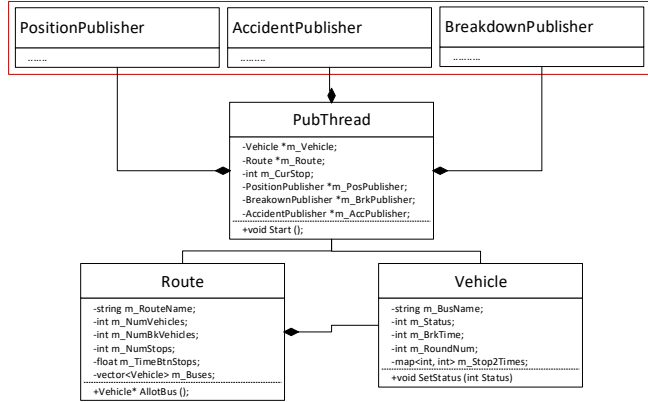 PositionPublisher
AccidentPublisher
BreakdownPublisher
.......
.........
..........
PubThread
-Vehicle *m_Vehicle;
-Route *m_Route;
-int m_CurStop;
-PositionPublisher *m_PosPublisher;
-BreakownPublisher *m_BrkPublisher;
-AccidentPublisher *m_AccPublisher;
+void Start ();
Route
-string m_RouteName;
-int m_NumVehicles;
-int m_NumBkVehicles;
-int m_NumStops;
-float m_TimeBtnStops;
-vector<Vehicle> m_Buses;
+Vehicle* AllotBus ();
Vehicle
-string m_BusName;
-int m_Status;
-int m_BrkTime;
-int m_RoundNum;
-map<int, int> m_Stop2Times;
+void SetStatus (int Status)